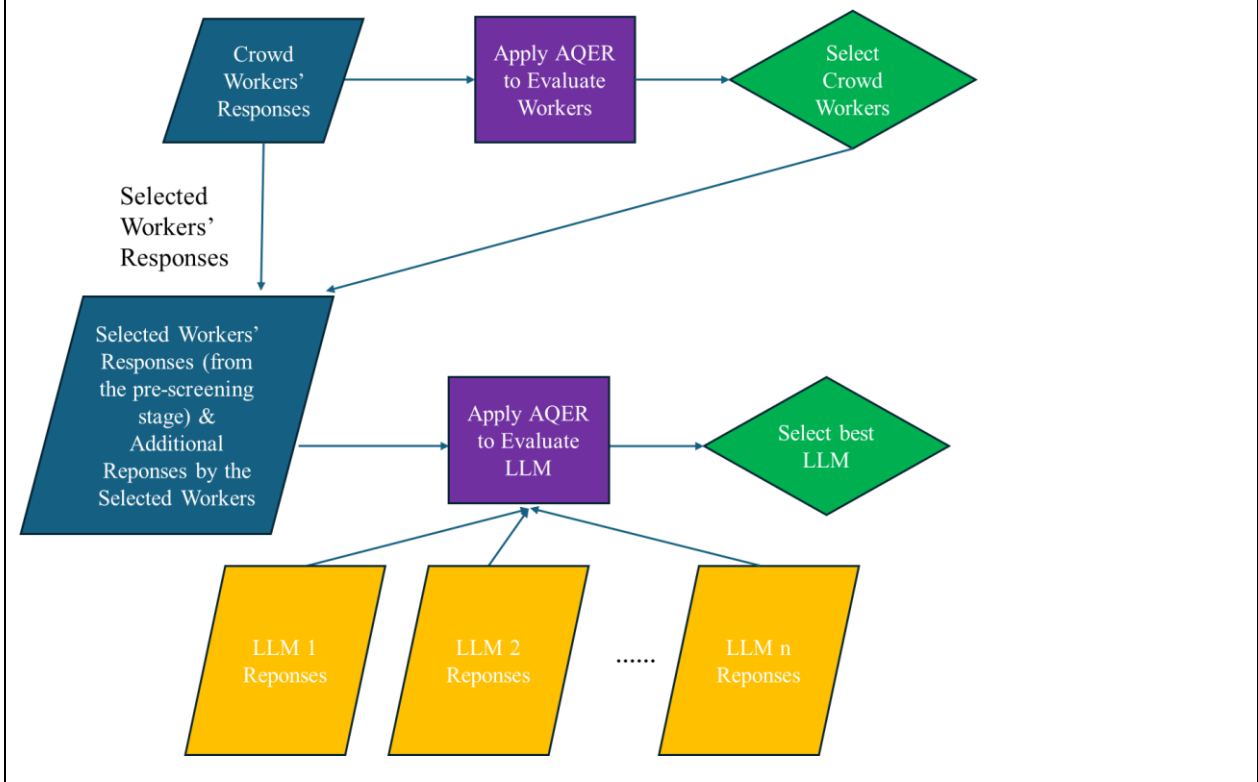 Crowd
Workers'
Responses
Apply AQER
to Evaluate
Workers
Select
Crowd
Workers
Selected
Workers'
Responses
Selected Workers'
Responses (from
the pre-screening
stage) &
Additional
Reponses by the
Selected Workers
Apply AQER
to Evaluate
LLM
Select best
LLM
LLM 1
Reponses
LLM 2
Reponses
......
LLM n
Reponses